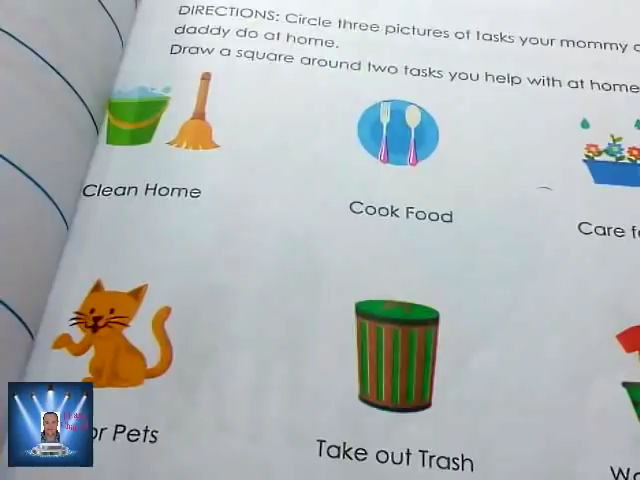 DIRECTIONS: Circle three pictures of tasks your mommy
daddy do at home.
Draw a square around two tasks you help with at home
Clean Home
Cook Food
Care
Pets
Take out Trash